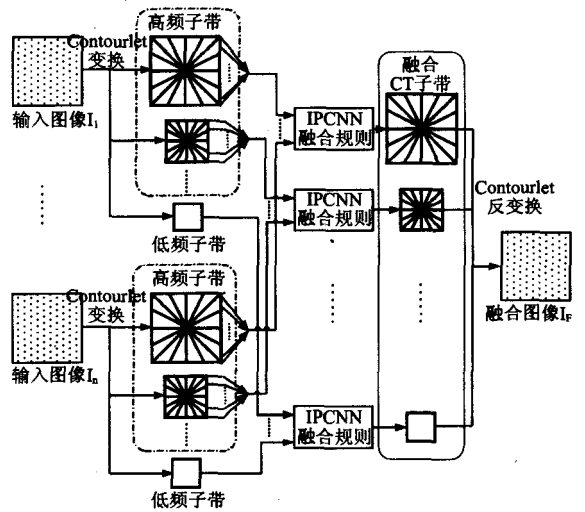 高频子带
Contourlet
变换
输入图像I₁
低频子带
高频子带
Contourlet
变换
输入图像Iₙ
低频子带
IPCNN
融合规则
IPCNN
融合规则
IPCNN
融合规则
融合
CT子带
Contourlet
反变换
融合图像I_F